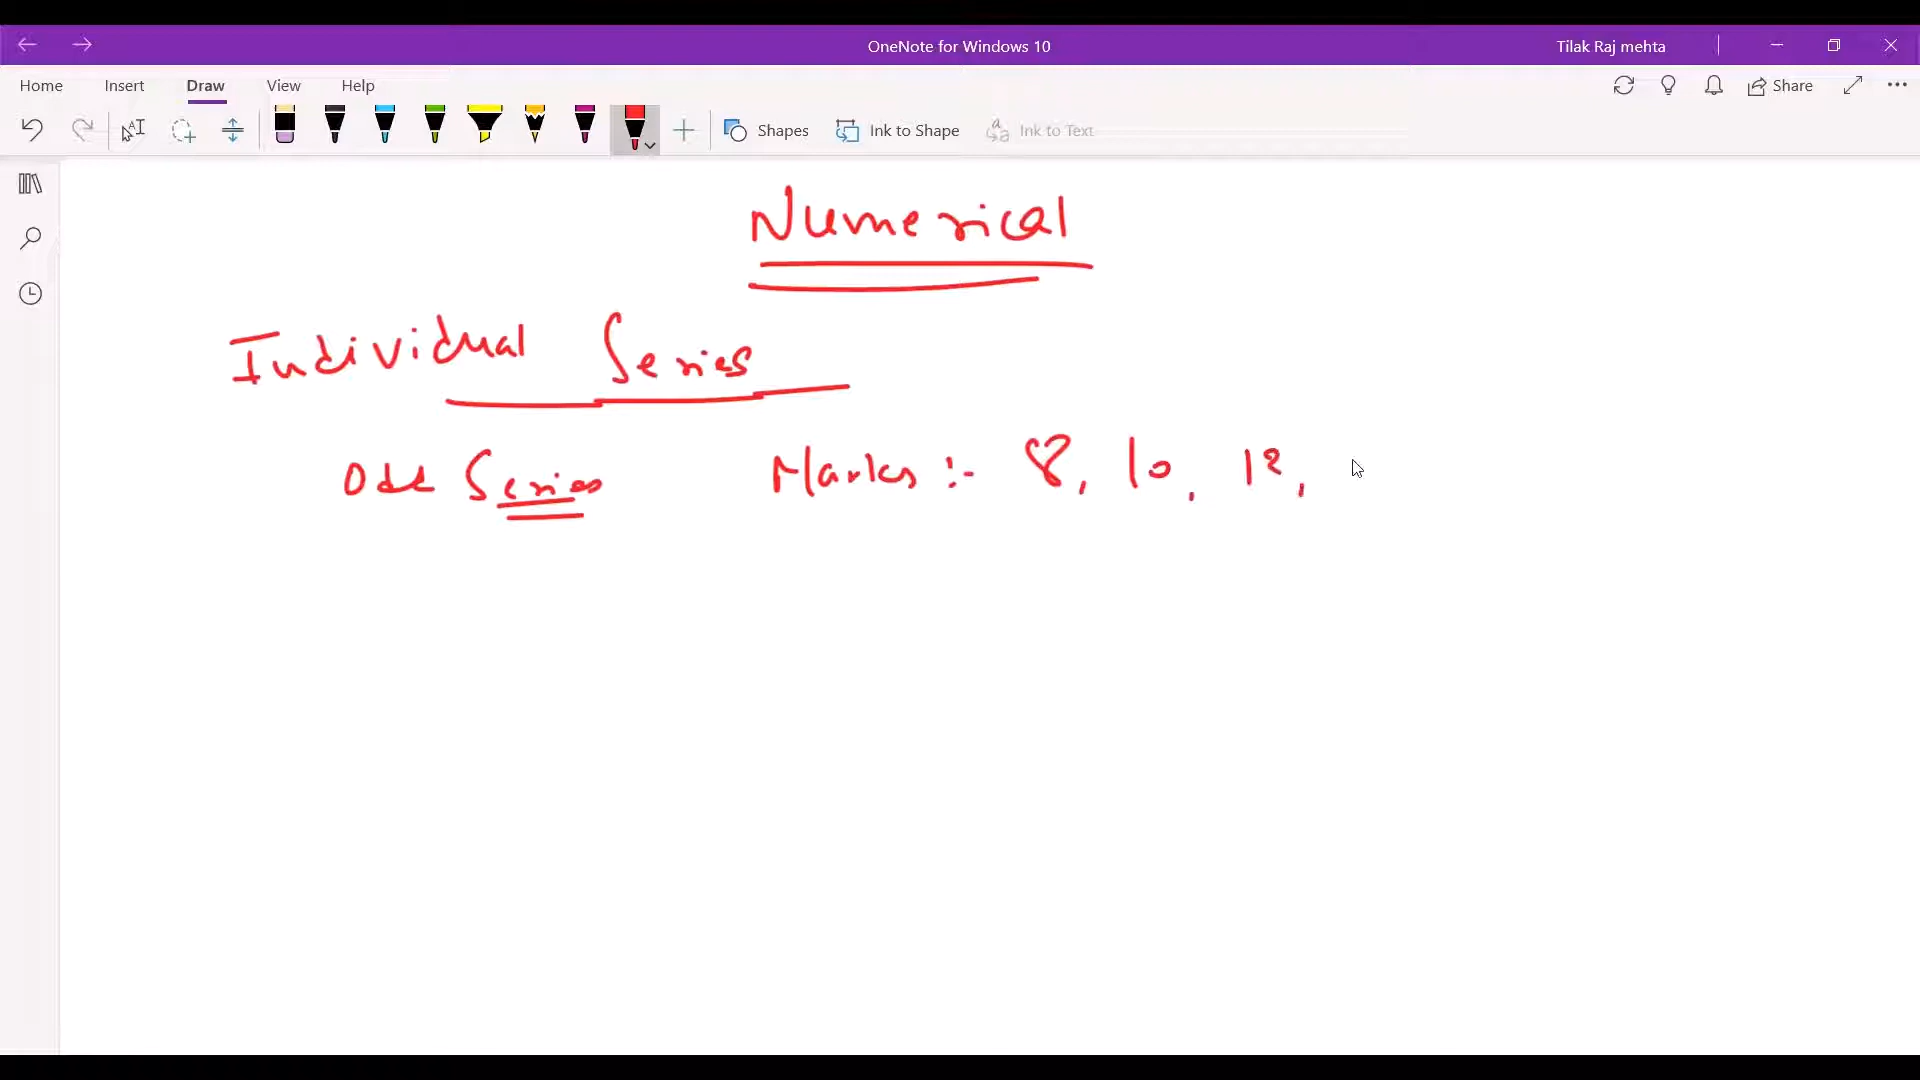 OneNote for Windows 10
Tilak Raj mehta
Home Insert Draw View Help
Share
Shapes Ink to Shape Ink to Text
Numerical
Individual Series
Odd Series Marks :- 8, 10, 12,